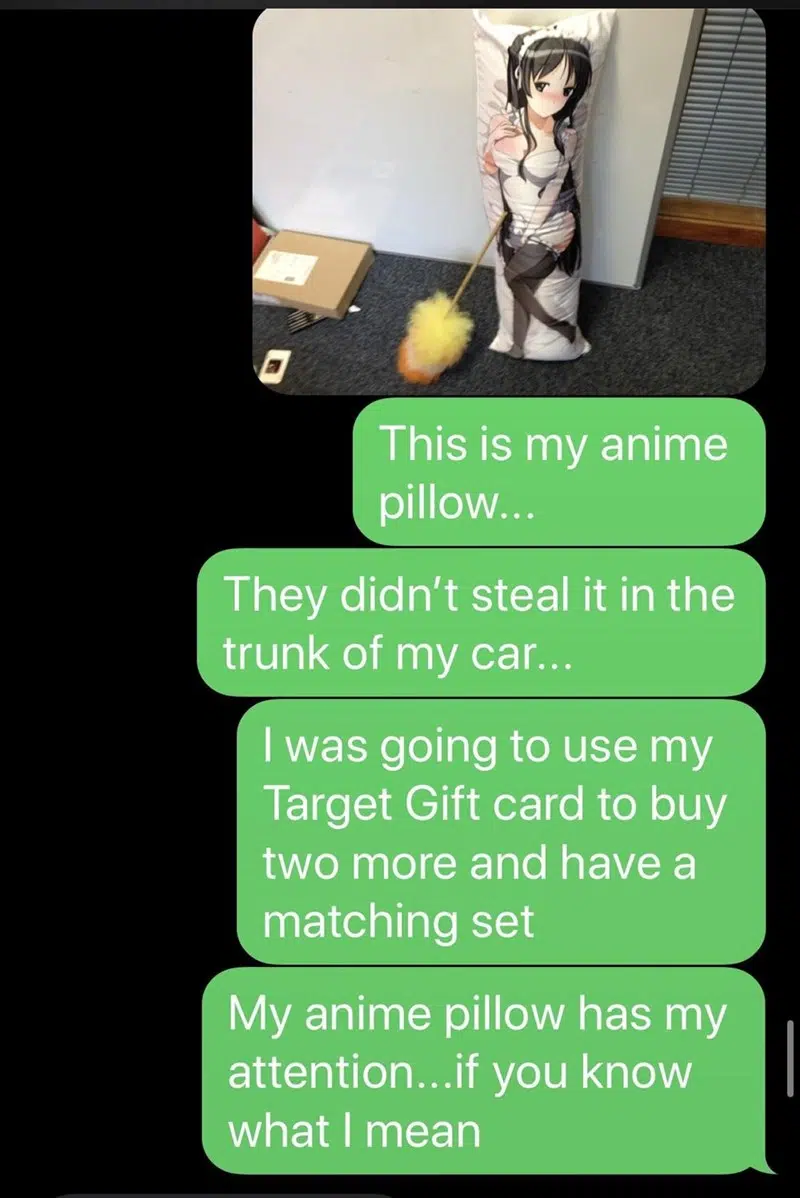 This is my anime
pillow...
They didn't steal it in the
trunk of my car...
I was going to use my
Target Gift card to buy
two more and have a
matching set
My anime pillow has my
attention...if you know
what I mean